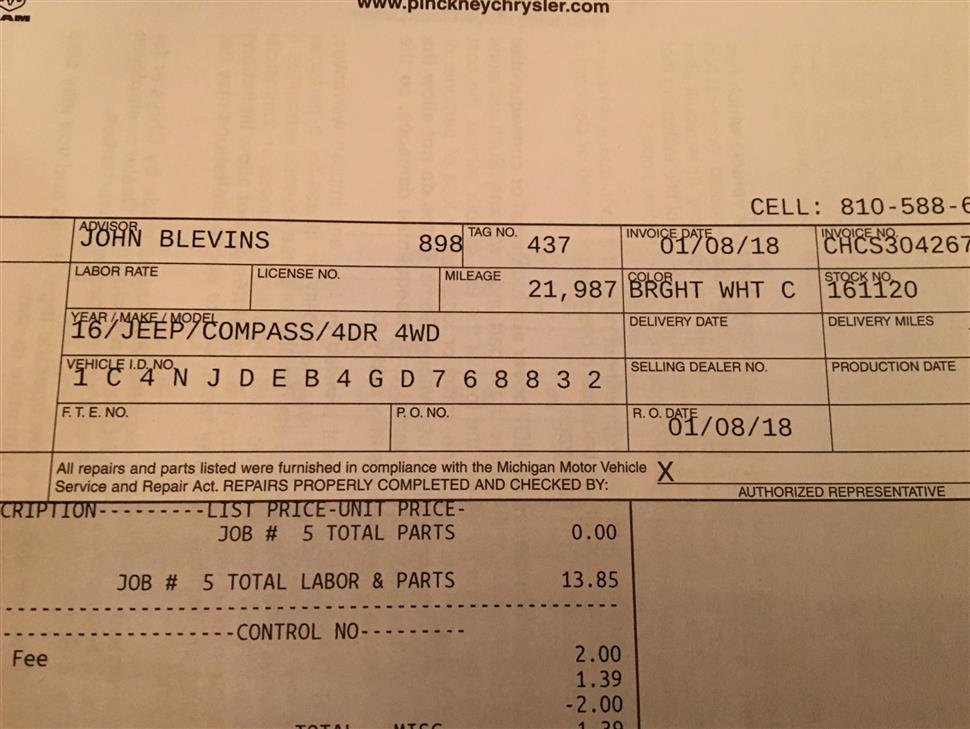 AM
www.pinckneychrysler.com
CELL: 810-588-6
ADVISOR
JOHN BLEVINS 898
TAG NO. 437
INVOICE DATE
01/08/18
INVOICE NO.
CHCS304267
LABOR RATE
LICENSE NO.
MILEAGE
21,987
COLOR
BRGHT WHT C
STOCK NO.
161120
YEAR / MAKE / MODEL
16/JEEP/COMPASS/4DR 4WD
DELIVERY DATE
DELIVERY MILES
VEHICLE I.D. NO.
1 C 4 N J D E B 4 G D 7 6 8 8 3 2
SELLING DEALER NO.
PRODUCTION DATE
F. T. E. NO.
P. O. NO.
R. O. DATE
01/08/18
All repairs and parts listed were furnished in compliance with the Michigan Motor Vehicle
Service and Repair Act. REPAIRS PROPERLY COMPLETED AND CHECKED BY:
X
AUTHORIZED REPRESENTATIVE
CRIPTION---------LIST PRICE-UNIT PRICE-
JOB # 5 TOTAL PARTS 0.00
JOB # 5 TOTAL LABOR & PARTS 13.85
-------------------CONTROL NO---------
Fee 2.00
1.39
-2.00
TOTAL MISC 1.39